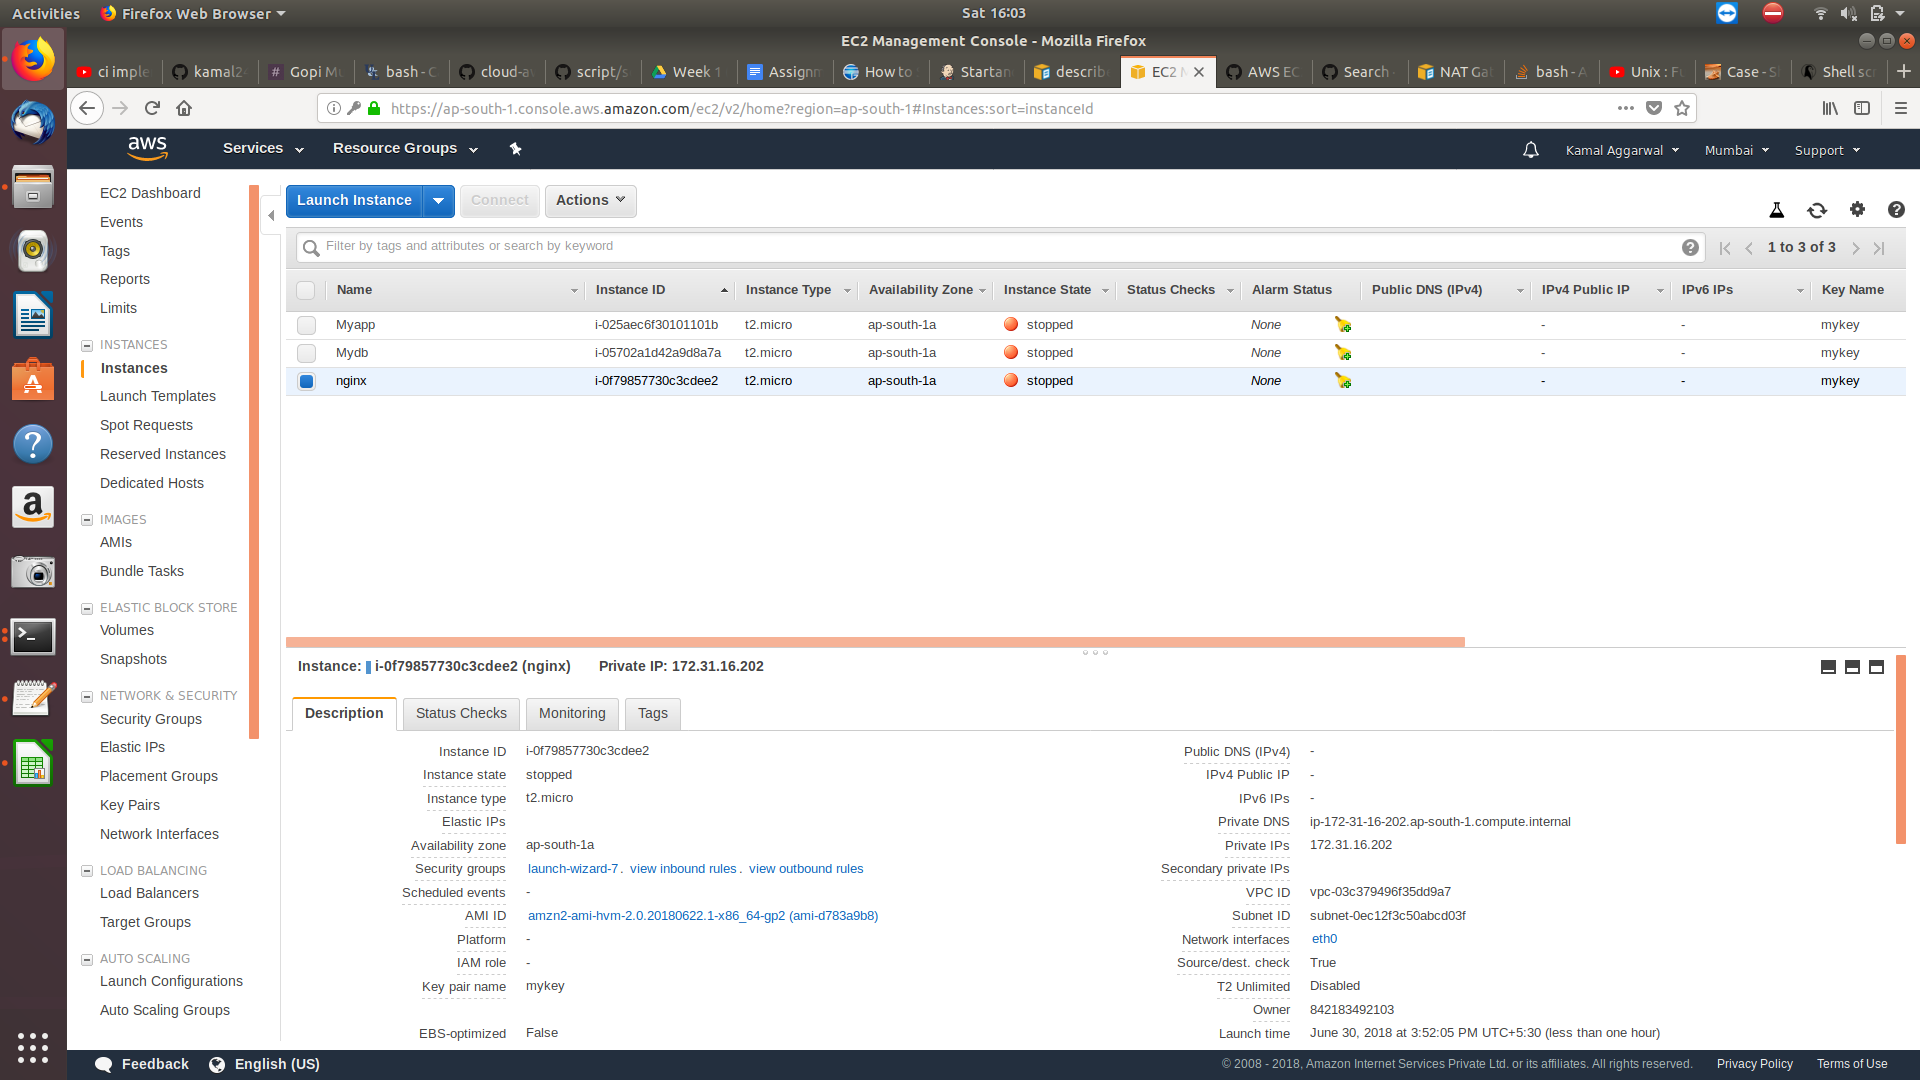 Activities Firefox Web Browser Sat 16:03
EC2 Management Console - Mozilla Firefox
ci imple kamal2 Gopi Mu bash - C cloud-a script/s Week 1 Assignm How to Startan describe EC2 M AWS EC Search NAT Ga bash - A Unix : Fu Case - S Shell sc
https://ap-south-1.console.aws.amazon.com/ec2/v2/home?region=ap-south-1#Instances:sort=instanceId
aws Services Resource Groups Kamal Aggarwal Mumbai Support
EC2 Dashboard
Events
Tags
Reports
Limits
INSTANCES
Instances
Launch Templates
Spot Requests
Reserved Instances
Dedicated Hosts
IMAGES
AMIs
Bundle Tasks
ELASTIC BLOCK STORE
Volumes
Snapshots
NETWORK & SECURITY
Security Groups
Elastic IPs
Placement Groups
Key Pairs
Network Interfaces
LOAD BALANCING
Load Balancers
Target Groups
AUTO SCALING
Launch Configurations
Auto Scaling Groups
Launch Instance Connect Actions
Filter by tags and attributes or search by keyword 1 to 3 of 3
Name Instance ID Instance Type Availability Zone Instance State Status Checks Alarm Status Public DNS (IPv4) IPv4 Public IP IPv6 IPs Key Name
Myapp i-025aec6f30101101b t2.micro ap-south-1a stopped None - - mykey
Mydb i-05702a1d42a9d8a7a t2.micro ap-south-1a stopped None - - mykey
nginx i-0f79857730c3cdee2 t2.micro ap-south-1a stopped None - - mykey
Instance: i-0f79857730c3cdee2 (nginx) Private IP: 172.31.16.202
Description Status Checks Monitoring Tags
Instance ID i-0f79857730c3cdee2
Instance state stopped
Instance type t2.micro
Elastic IPs
Availability zone ap-south-1a
Security groups launch-wizard-7. view inbound rules. view outbound rules
Scheduled events -
AMI ID amzn2-ami-hvm-2.0.20180622.1-x86_64-gp2 (ami-d783a9b8)
Platform -
IAM role -
Key pair name mykey
EBS-optimized False
Public DNS (IPv4) -
IPv4 Public IP -
IPv6 IPs -
Private DNS ip-172-31-16-202.ap-south-1.compute.internal
Private IPs 172.31.16.202
Secondary private IPs
VPC ID vpc-03c379496f35dd9a7
Subnet ID subnet-0ec12f3c50abcd03f
Network interfaces eth0
Source/dest. check True
T2 Unlimited Disabled
Owner 842183492103
Launch time June 30, 2018 at 3:52:05 PM UTC+5:30 (less than one hour)
Feedback English (US) © 2008 - 2018, Amazon Internet Services Private Ltd. or its affiliates. All rights reserved. Privacy Policy Terms of Use